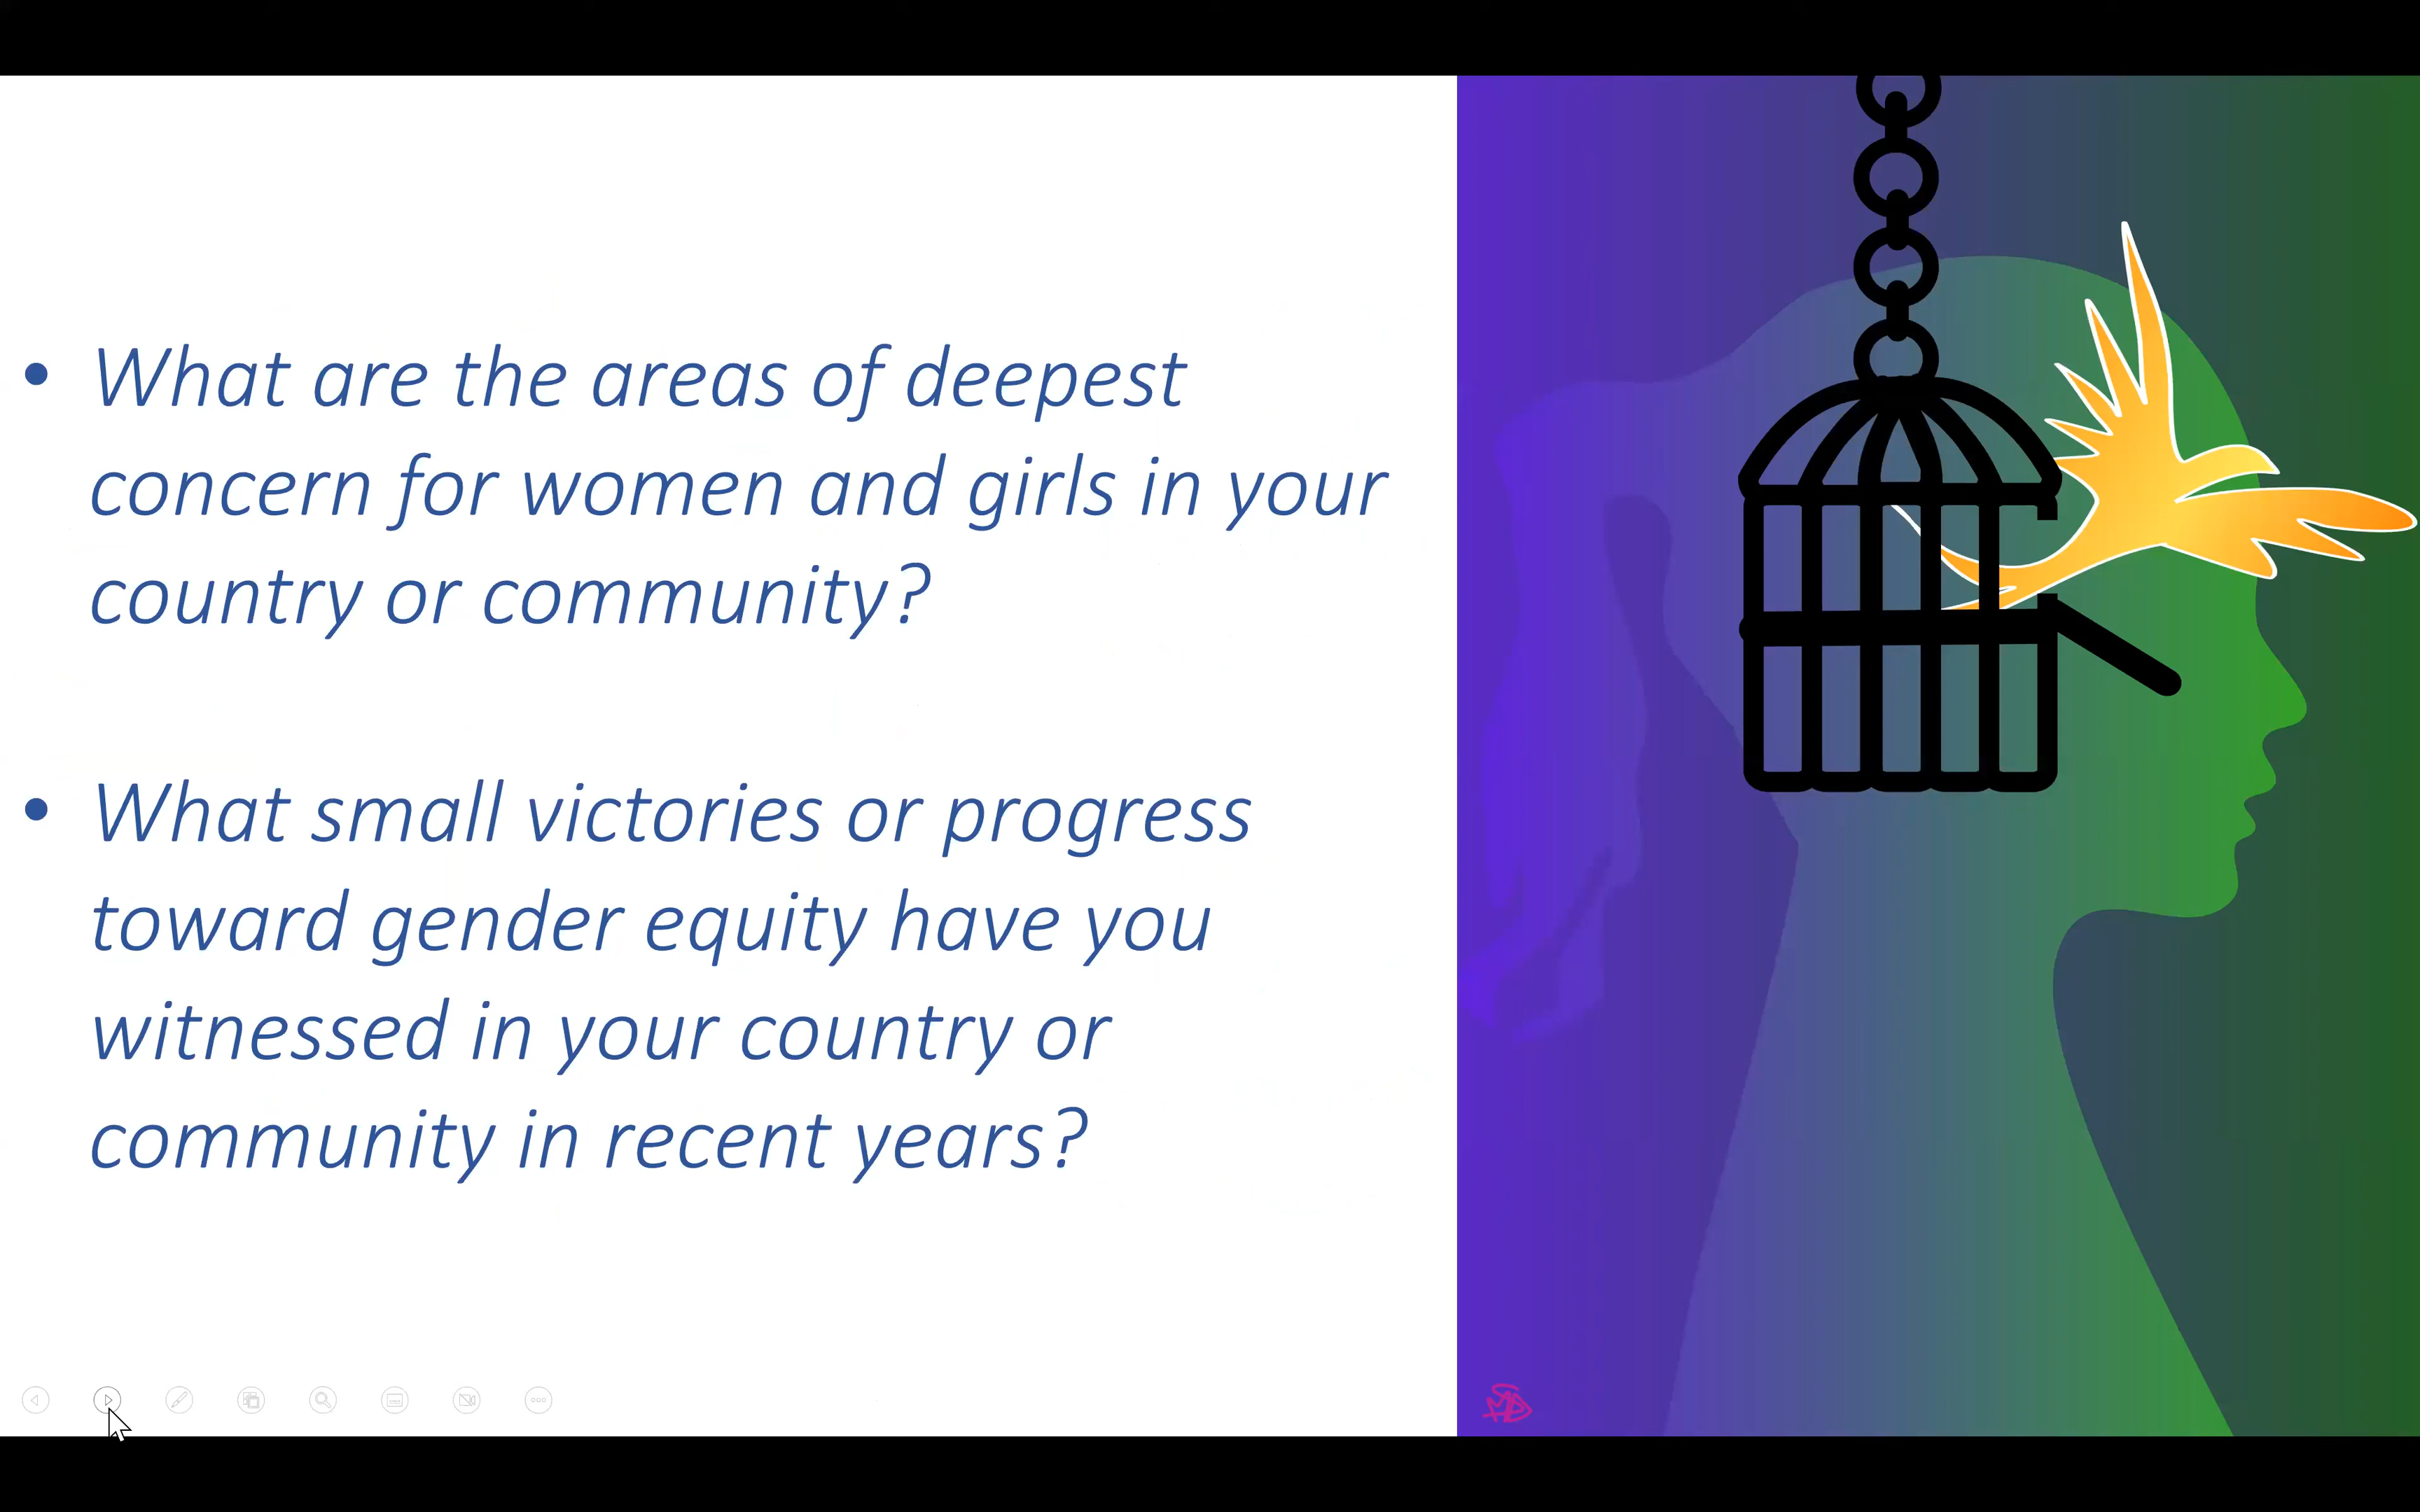 • What are the areas of deepest
concern for women and girls in your
country or community?
• What small victories or progress
toward gender equity have you
witnessed in your country or
community in recent years?